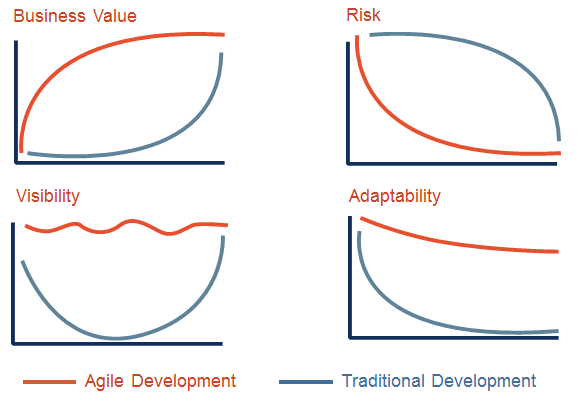 Business Value
Risk
Visibility
Adaptability
Agile Development
Traditional Development